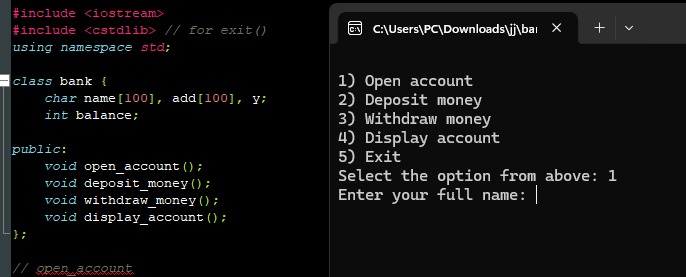 #include <iostream>
#include <cstdlib> // for exit()
using namespace std;
class bank {
char name[100], add[100], y;
int balance;
public:
void open_account();
void deposit_money();
void withdraw_money();
void display_account();
};
// open_account
C:\Users\PC\Downloads\jj\bar
1) Open account
2) Deposit money
3) Withdraw money
4) Display account
5) Exit
Select the option from above: 1
Enter your full name: